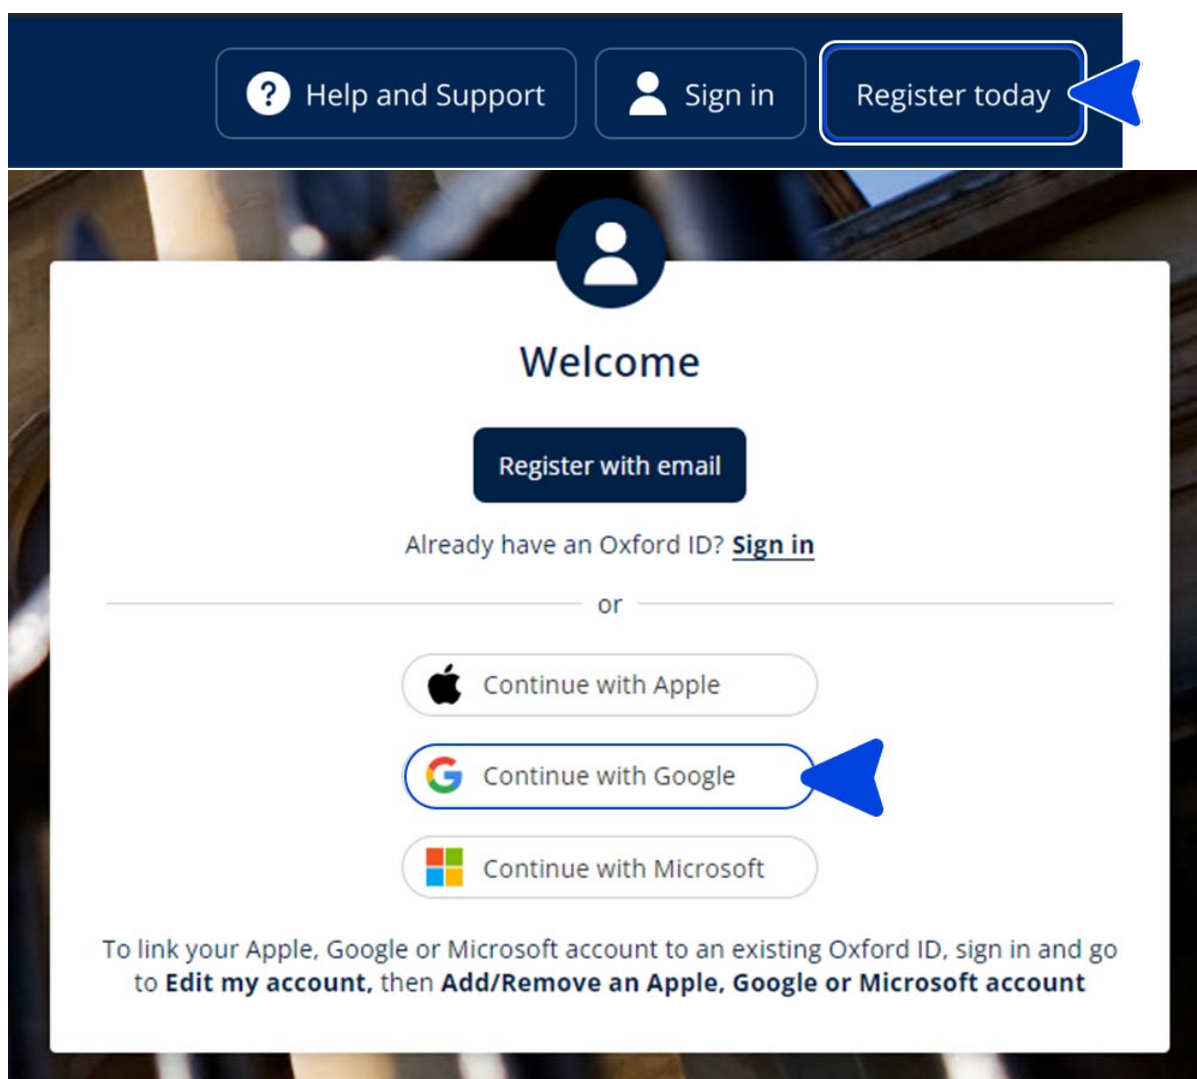 Help and Support
Sign in
Register today
Welcome
Register with email
Already have an Oxford ID? Sign in
or
Continue with Apple
Continue with Google
Continue with Microsoft
To link your Apple, Google or Microsoft account to an existing Oxford ID, sign in and go
to Edit my account, then Add/Remove an Apple, Google or Microsoft account